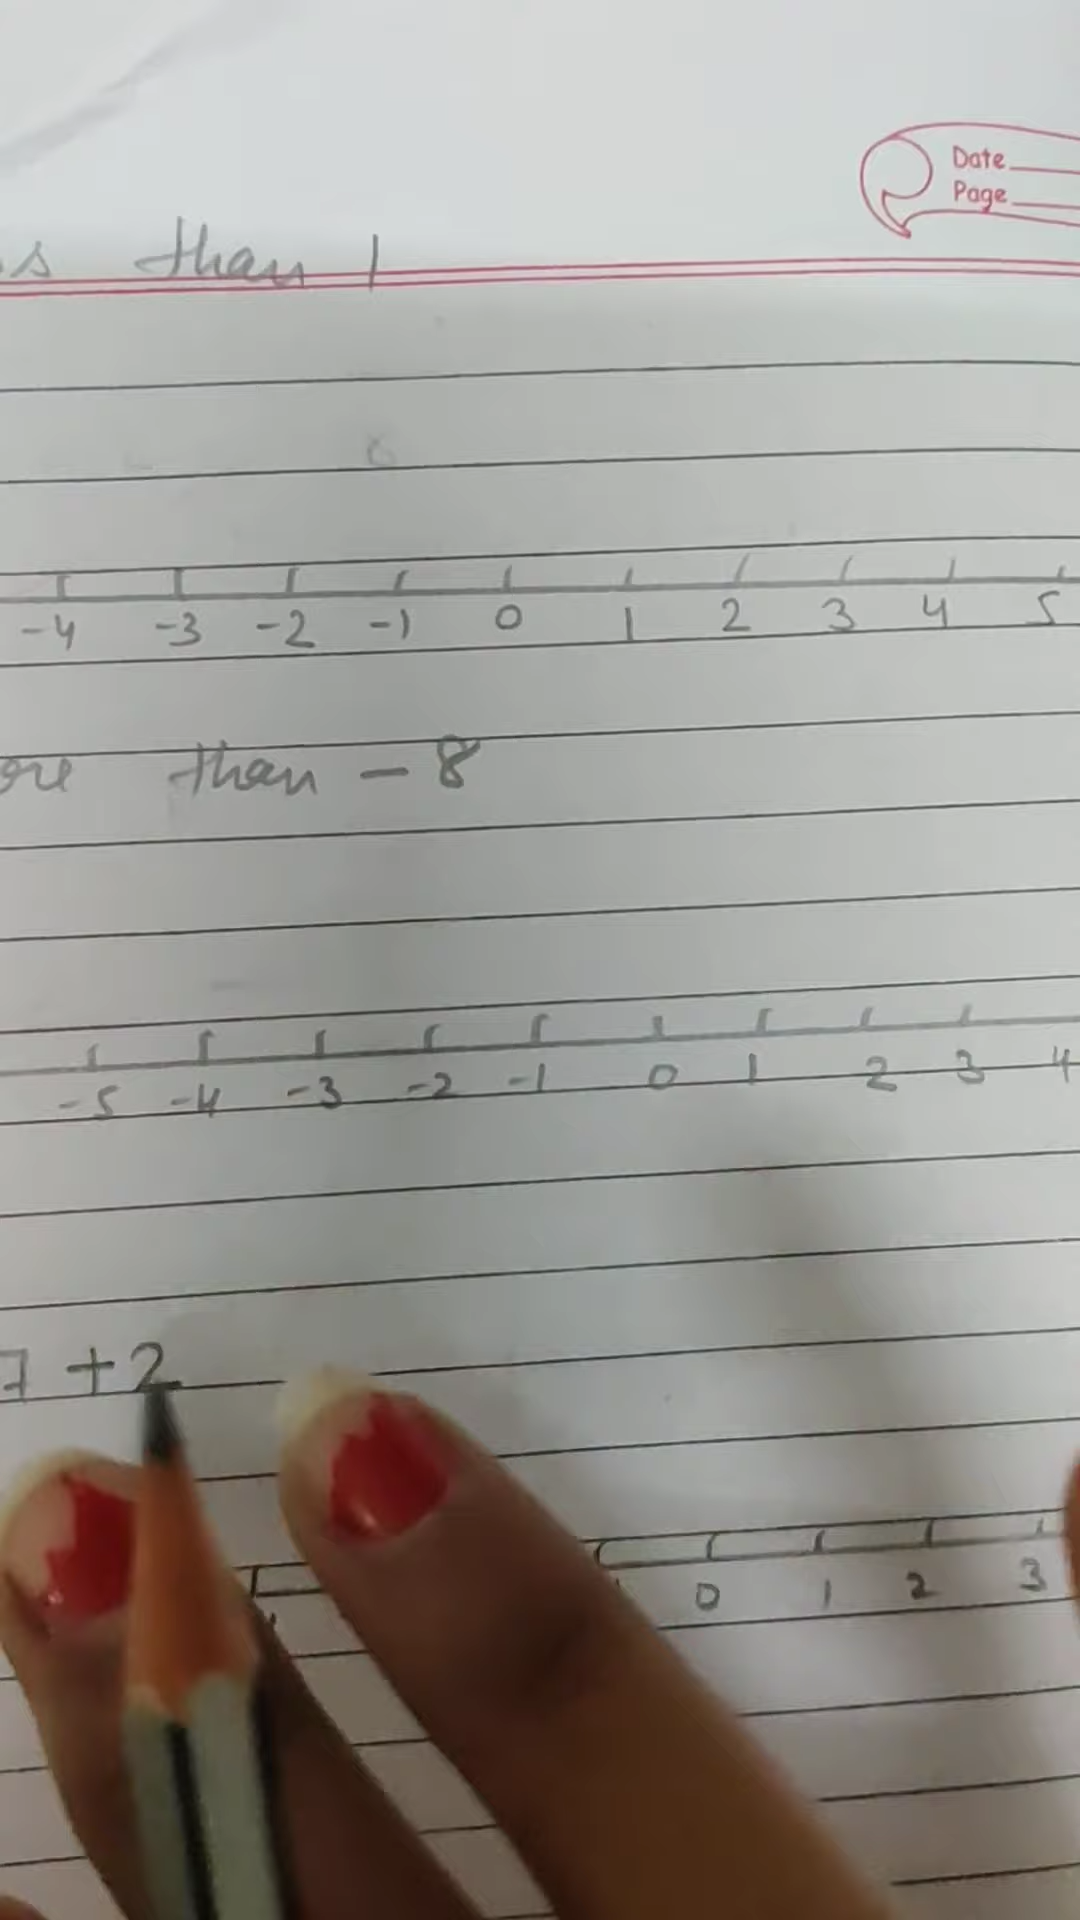 Date
Page
s than 1
-4 -3 -2 -1 0 1 2 3 4 5
ore than -8
-5 -4 -3 -2 -1 0 1 2 3 4
7 +2
0 1 2 3